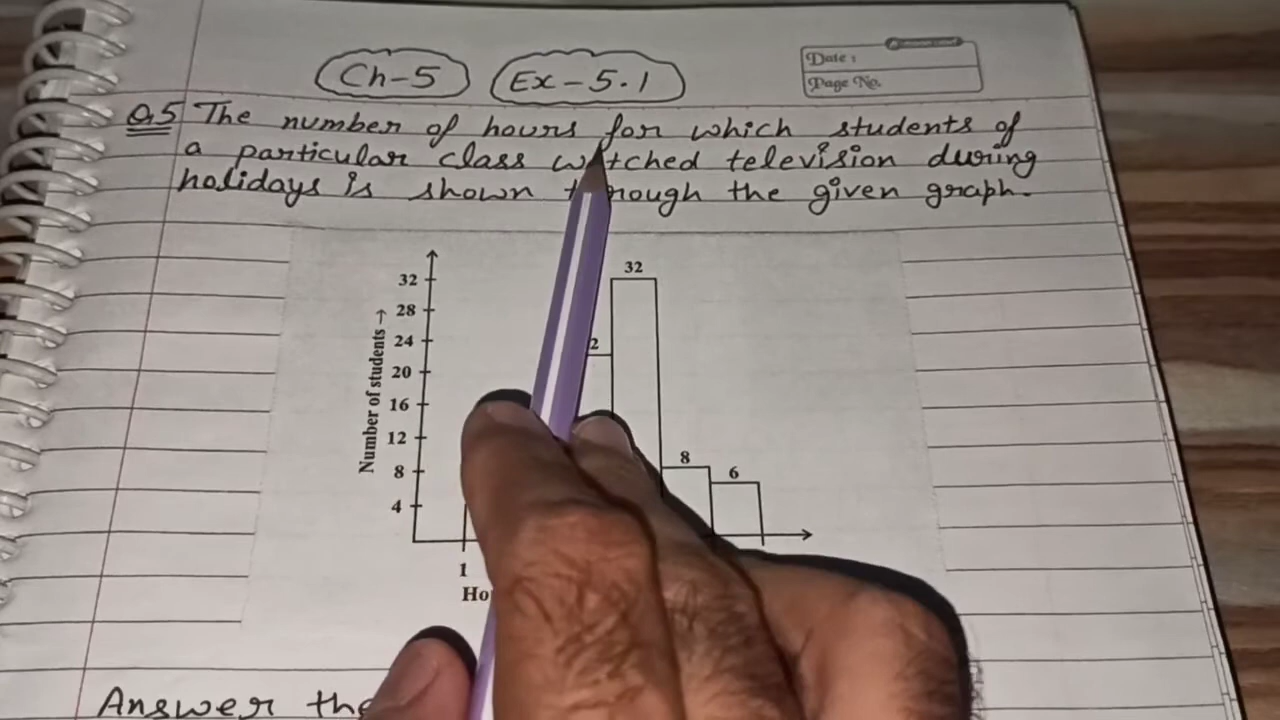 Ch-5 Ex-5.1
Date :
Page No.
Q.5 The number of hours for which students of
a particular class watched television during
holidays is shown through the given graph.
32
32
28
24
20
16
12
8
4
8
6
Number of students →
1
Answer the